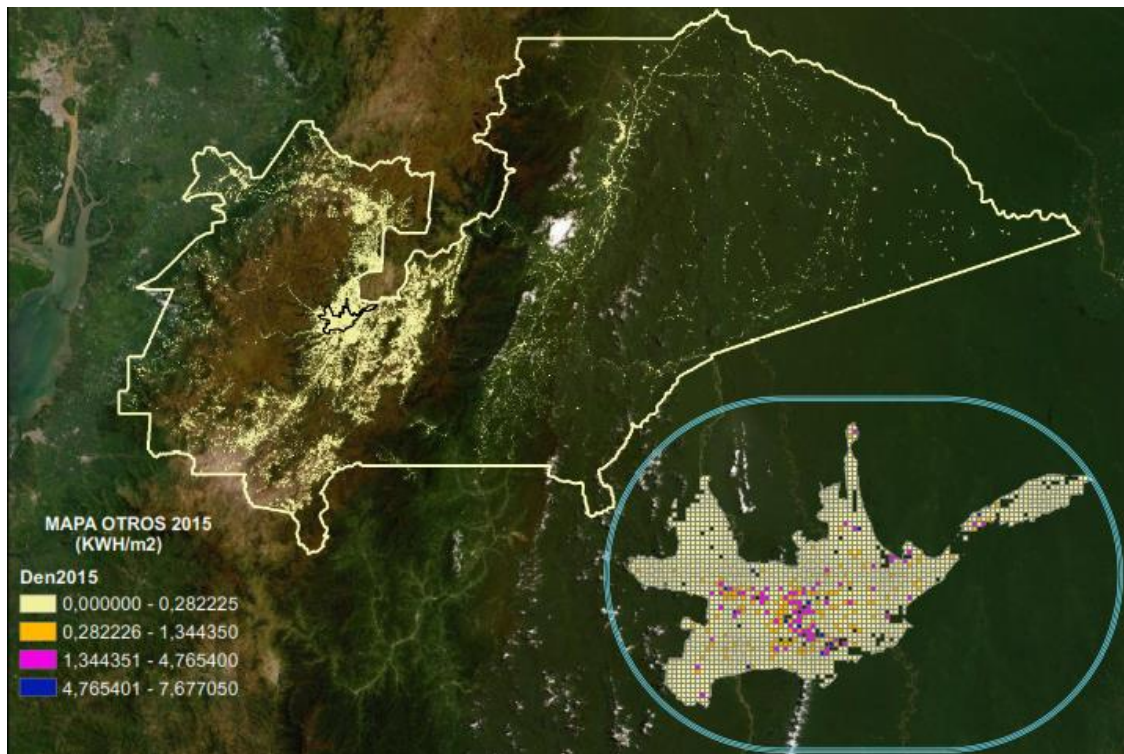 MAPA OTROS 2015
(KWH/m2)
Den2015
0,000000 - 0,282225
0,282226 - 1,344350
1,344351 - 4,765400
4,765401 - 7,677050